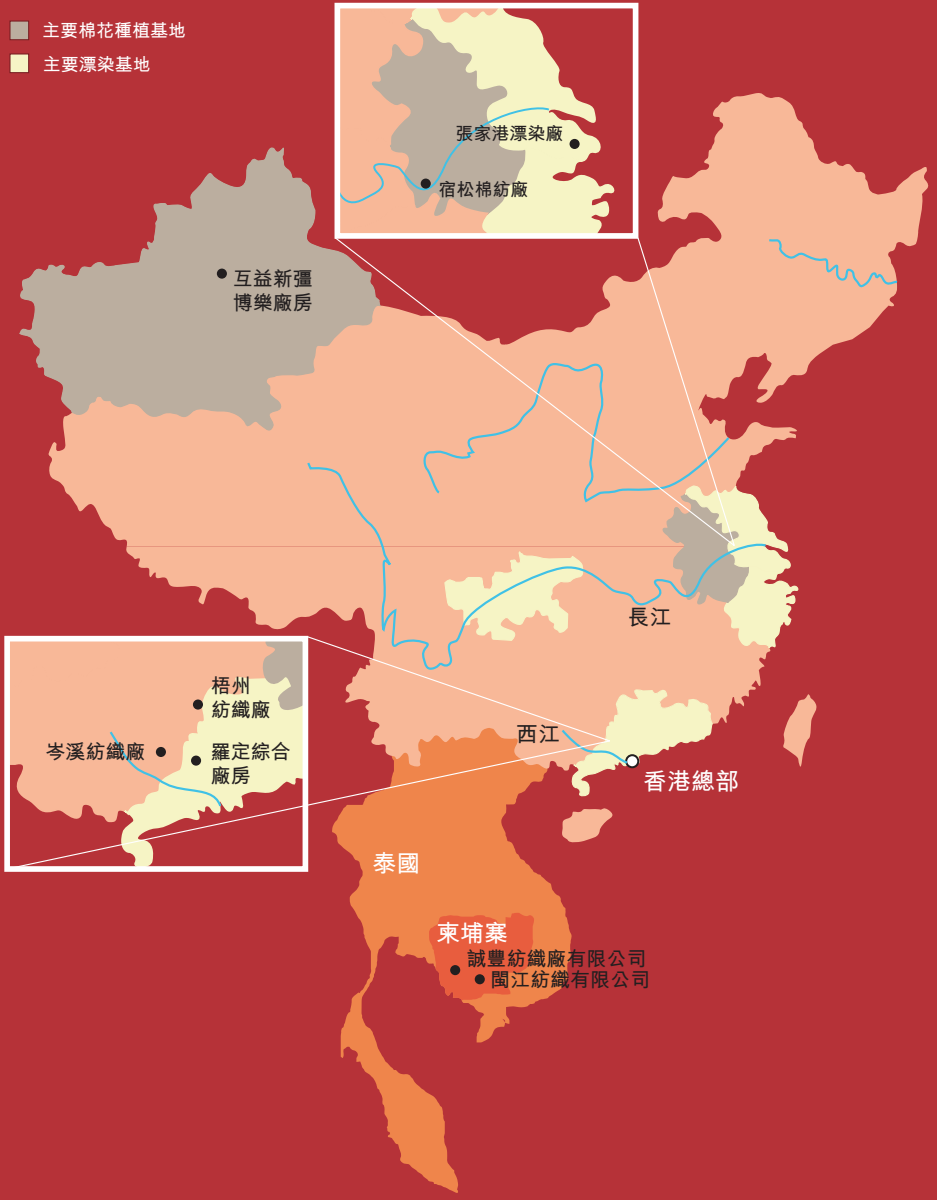 主要棉花種植基地
主要漂染基地
張家港漂染廠
宿松棉紡廠
互益新疆
博樂廠房
長江
梧州
紡織廠
岑溪紡織廠
羅定綜合
廠房
西江
香港總部
泰國
柬埔寨
誠豐紡織廠有限公司
閩江紡織有限公司